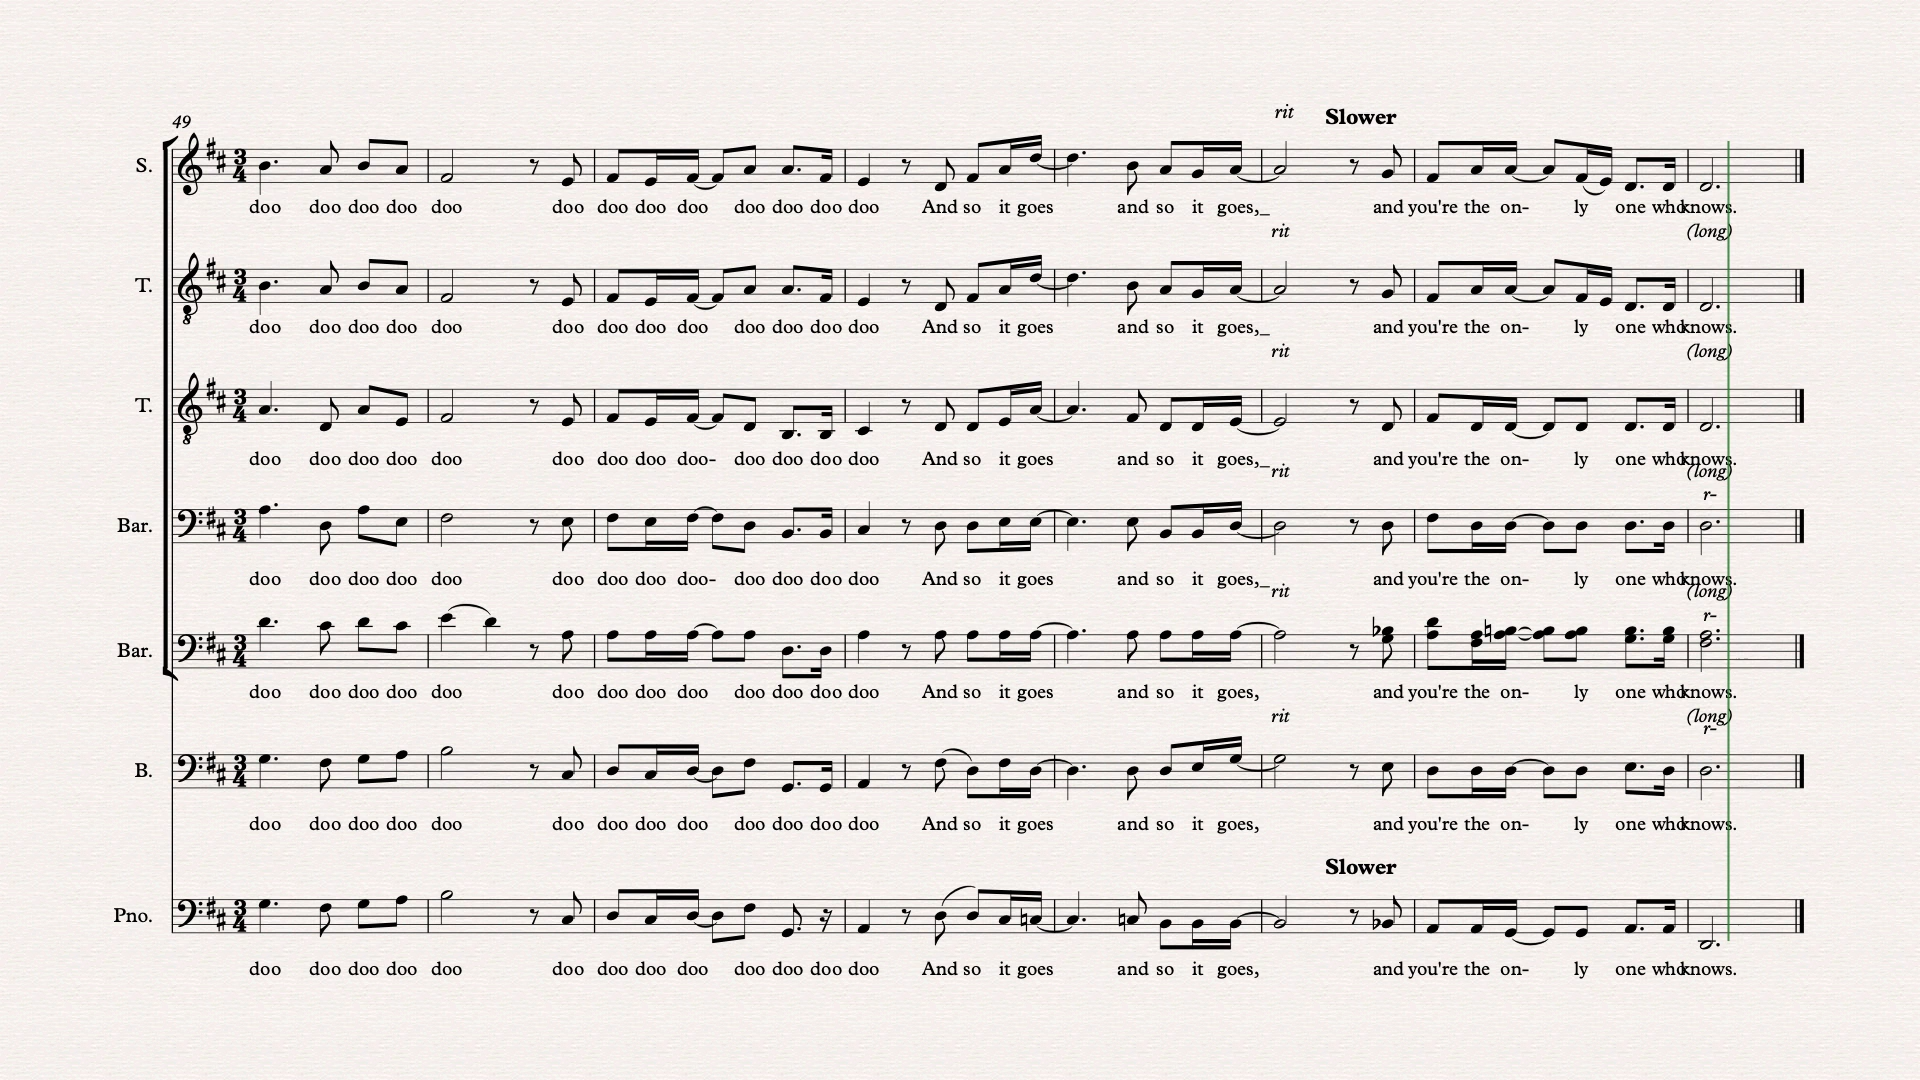 rit Slower
49
S.
doo doo doo doo doo doo doo doo doo doo doo doo doo And so it goes and so it goes,_ and you're the on- ly one who knows.
rit (long)
T.
doo doo doo doo doo doo doo doo doo doo doo doo doo And so it goes and so it goes,_ and you're the on- ly one who knows.
rit (long)
T.
doo doo doo doo doo doo doo doo doo- doo doo doo doo And so it goes and so it goes,_ and you're the on- ly one who knows.
rit (long)
r-
Bar.
doo doo doo doo doo doo doo doo doo- doo doo doo doo And so it goes and so it goes,_ and you're the on- ly one who knows.
rit (long)
r-
Bar.
doo doo doo doo doo doo doo doo doo doo doo doo doo And so it goes and so it goes, and you're the on- ly one who knows.
rit (long)
r-
B.
doo doo doo doo doo doo doo doo doo doo doo doo doo And so it goes and so it goes, and you're the on- ly one who knows.
Slower
Pno.
doo doo doo doo doo doo doo doo doo doo doo doo doo And so it goes and so it goes, and you're the on- ly one who knows.